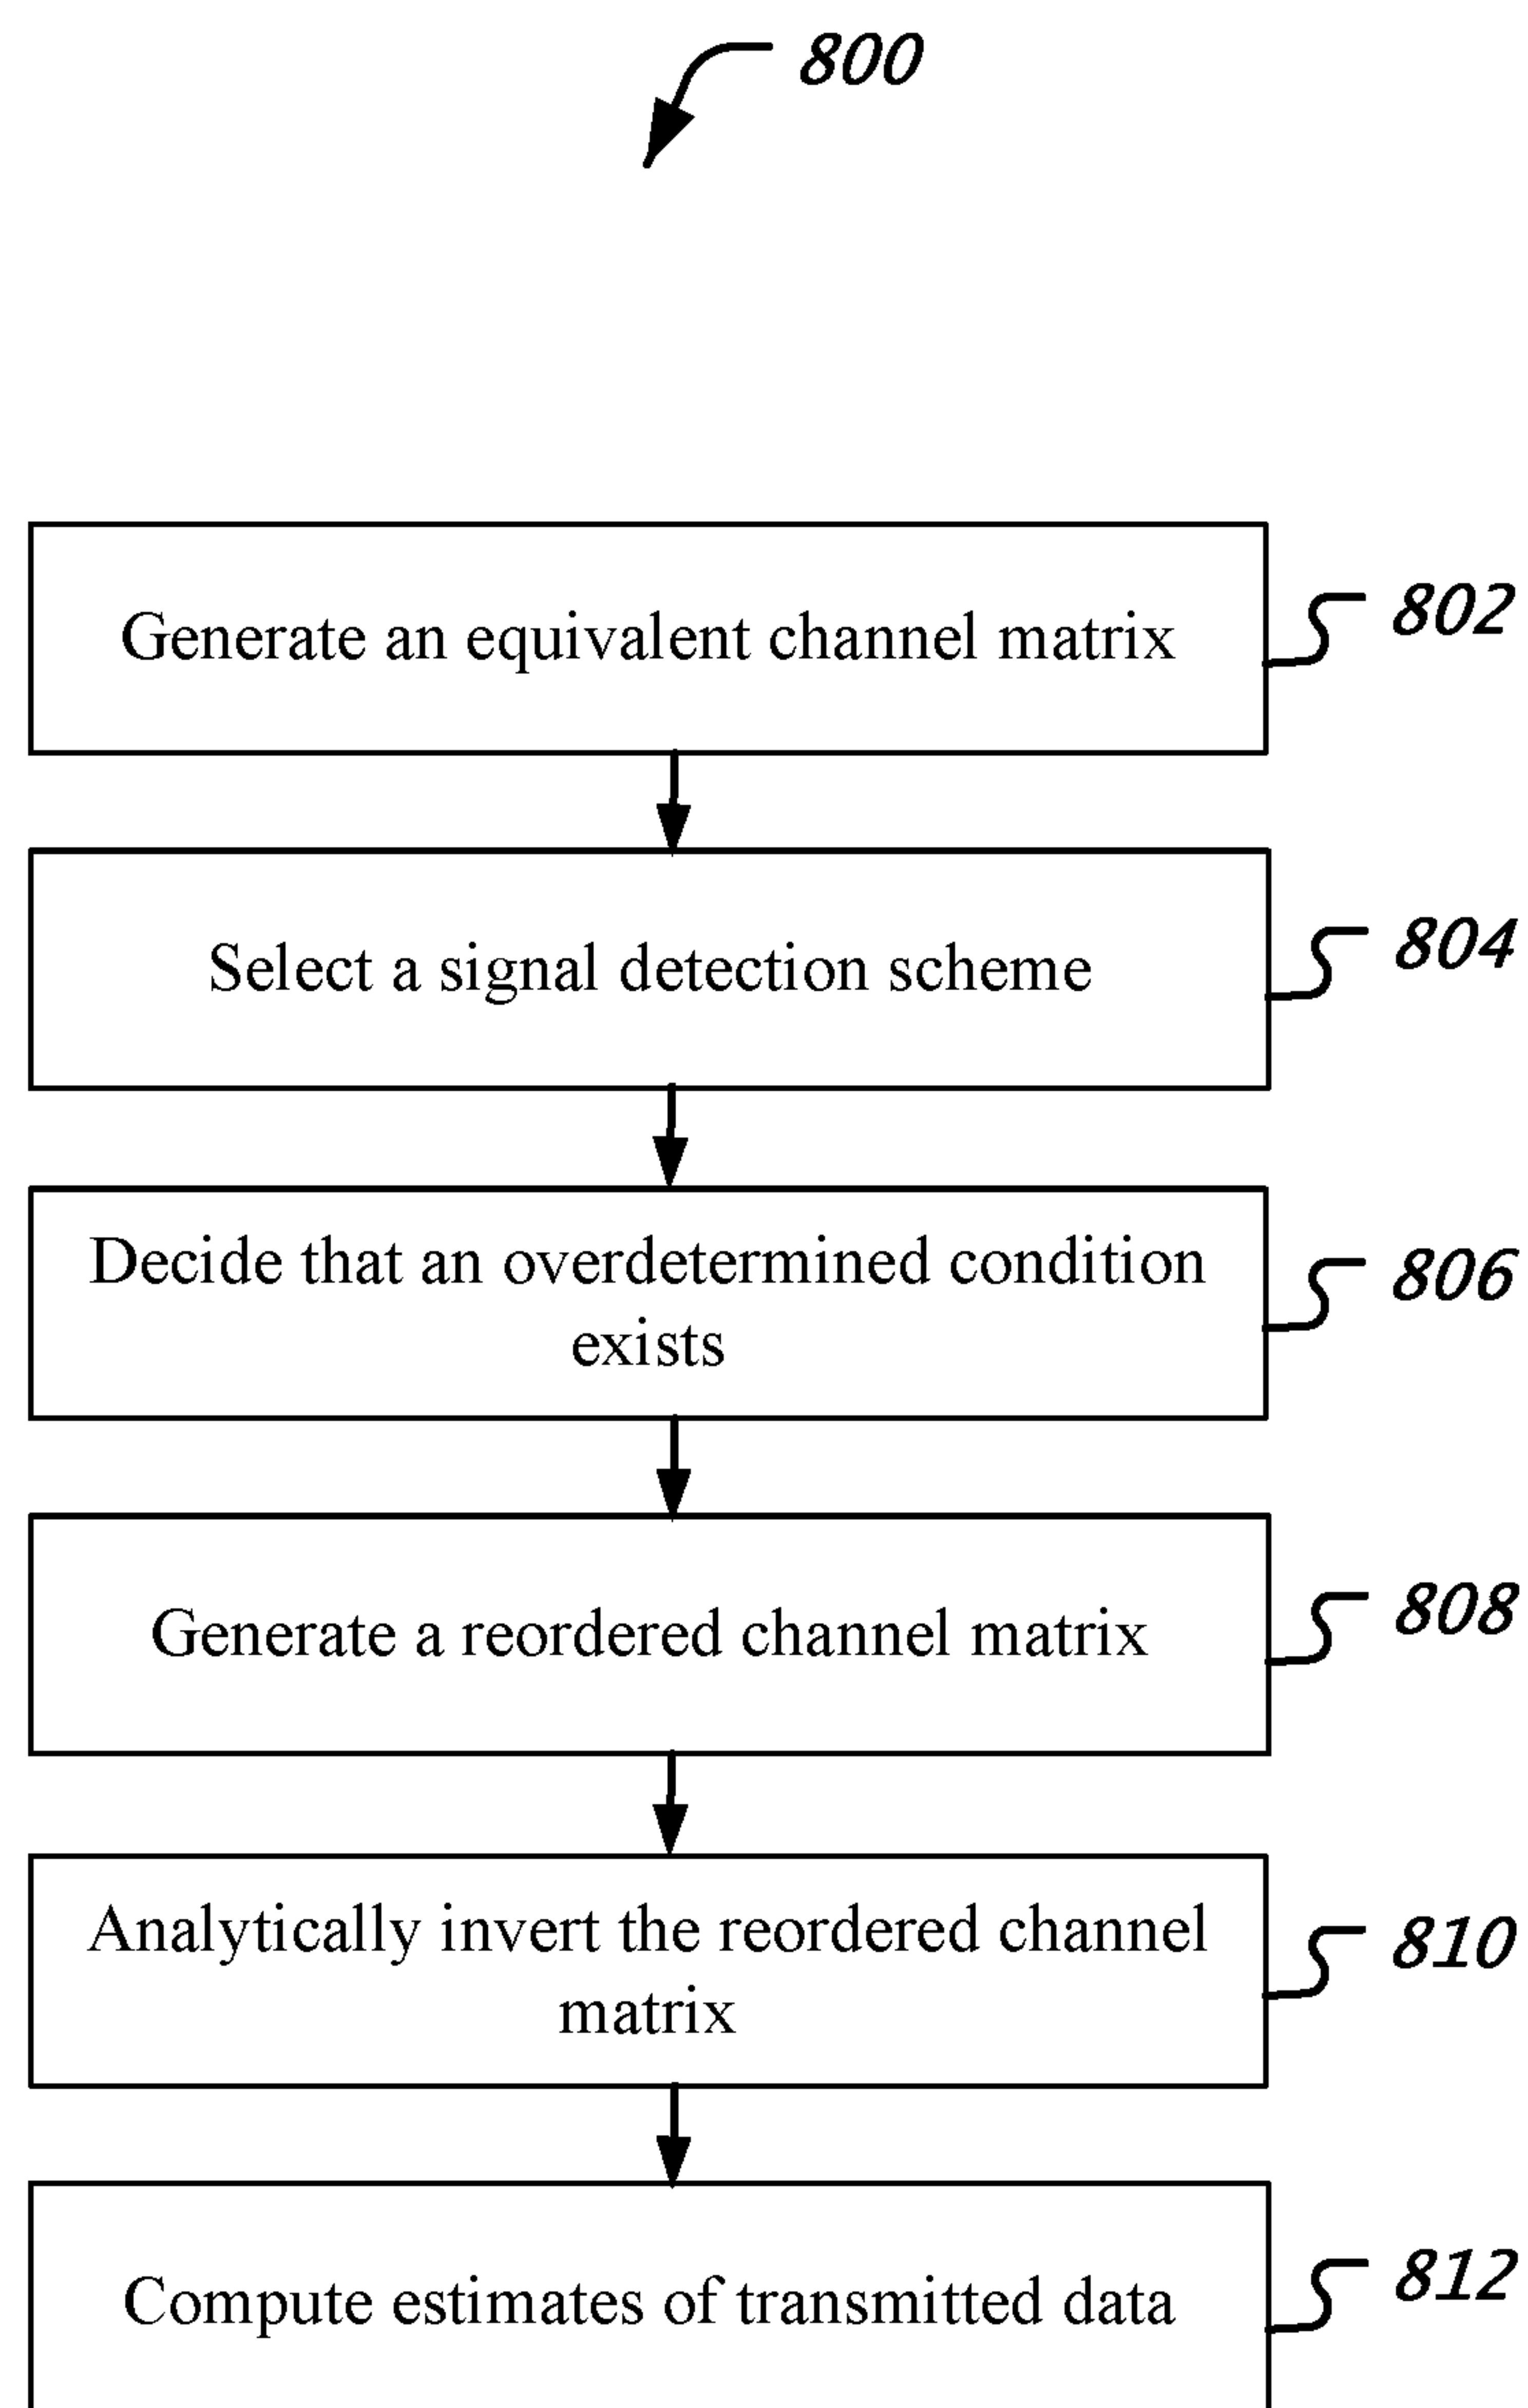 800
Generate an equivalent channel matrix
802
Select a signal detection scheme
804
Decide that an overdetermined condition
exists
806
Generate a reordered channel matrix
808
Analytically invert the reordered channel
matrix
810
Compute estimates of transmitted data
812